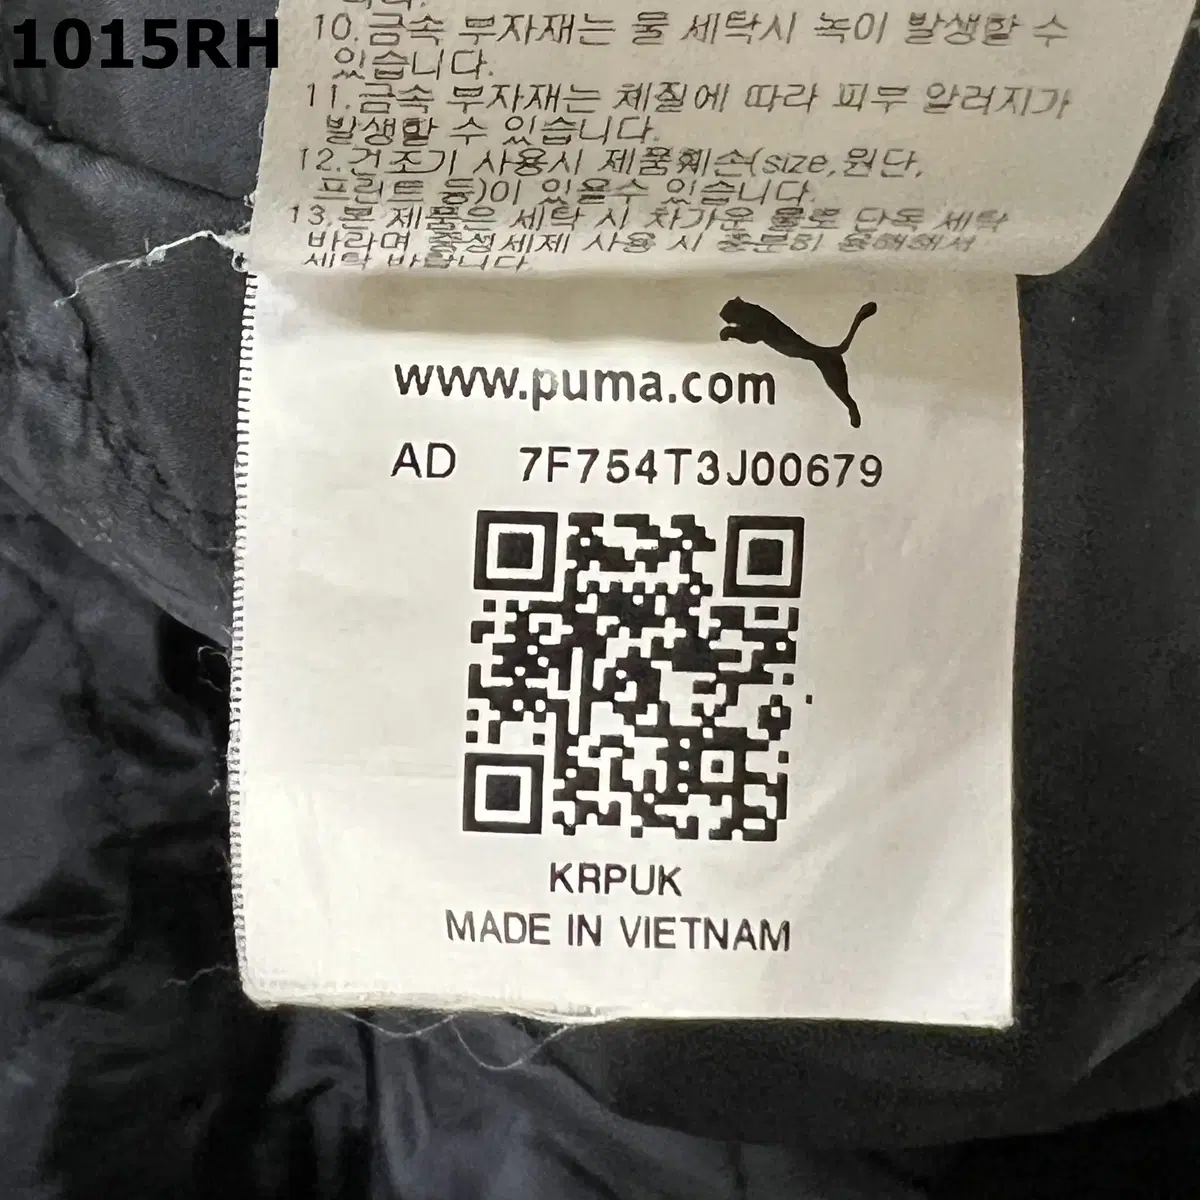 1015RH
10.금속 부자재는 물 세탁시 녹이 발생할 수
있습니다.
11.금속 부자재는 체질에 따라 피부 알러지가
발생할 수 있습니다.
12.건조기 사용시 제품훼손(size,원단,
프린트 등)이 있을수 있습니다.
13.본 제품은 세탁 시 차가운 물로 단독 세탁
바라며 중성세제 사용 시 충분히 용해해서
세탁 바랍니다.
www.puma.com
AD 7F754T3J00679
KRPUK
MADE IN VIETNAM